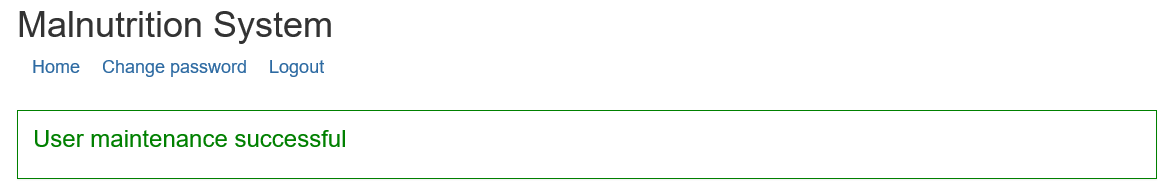 Malnutrition System
Home Change password Logout
User maintenance successful